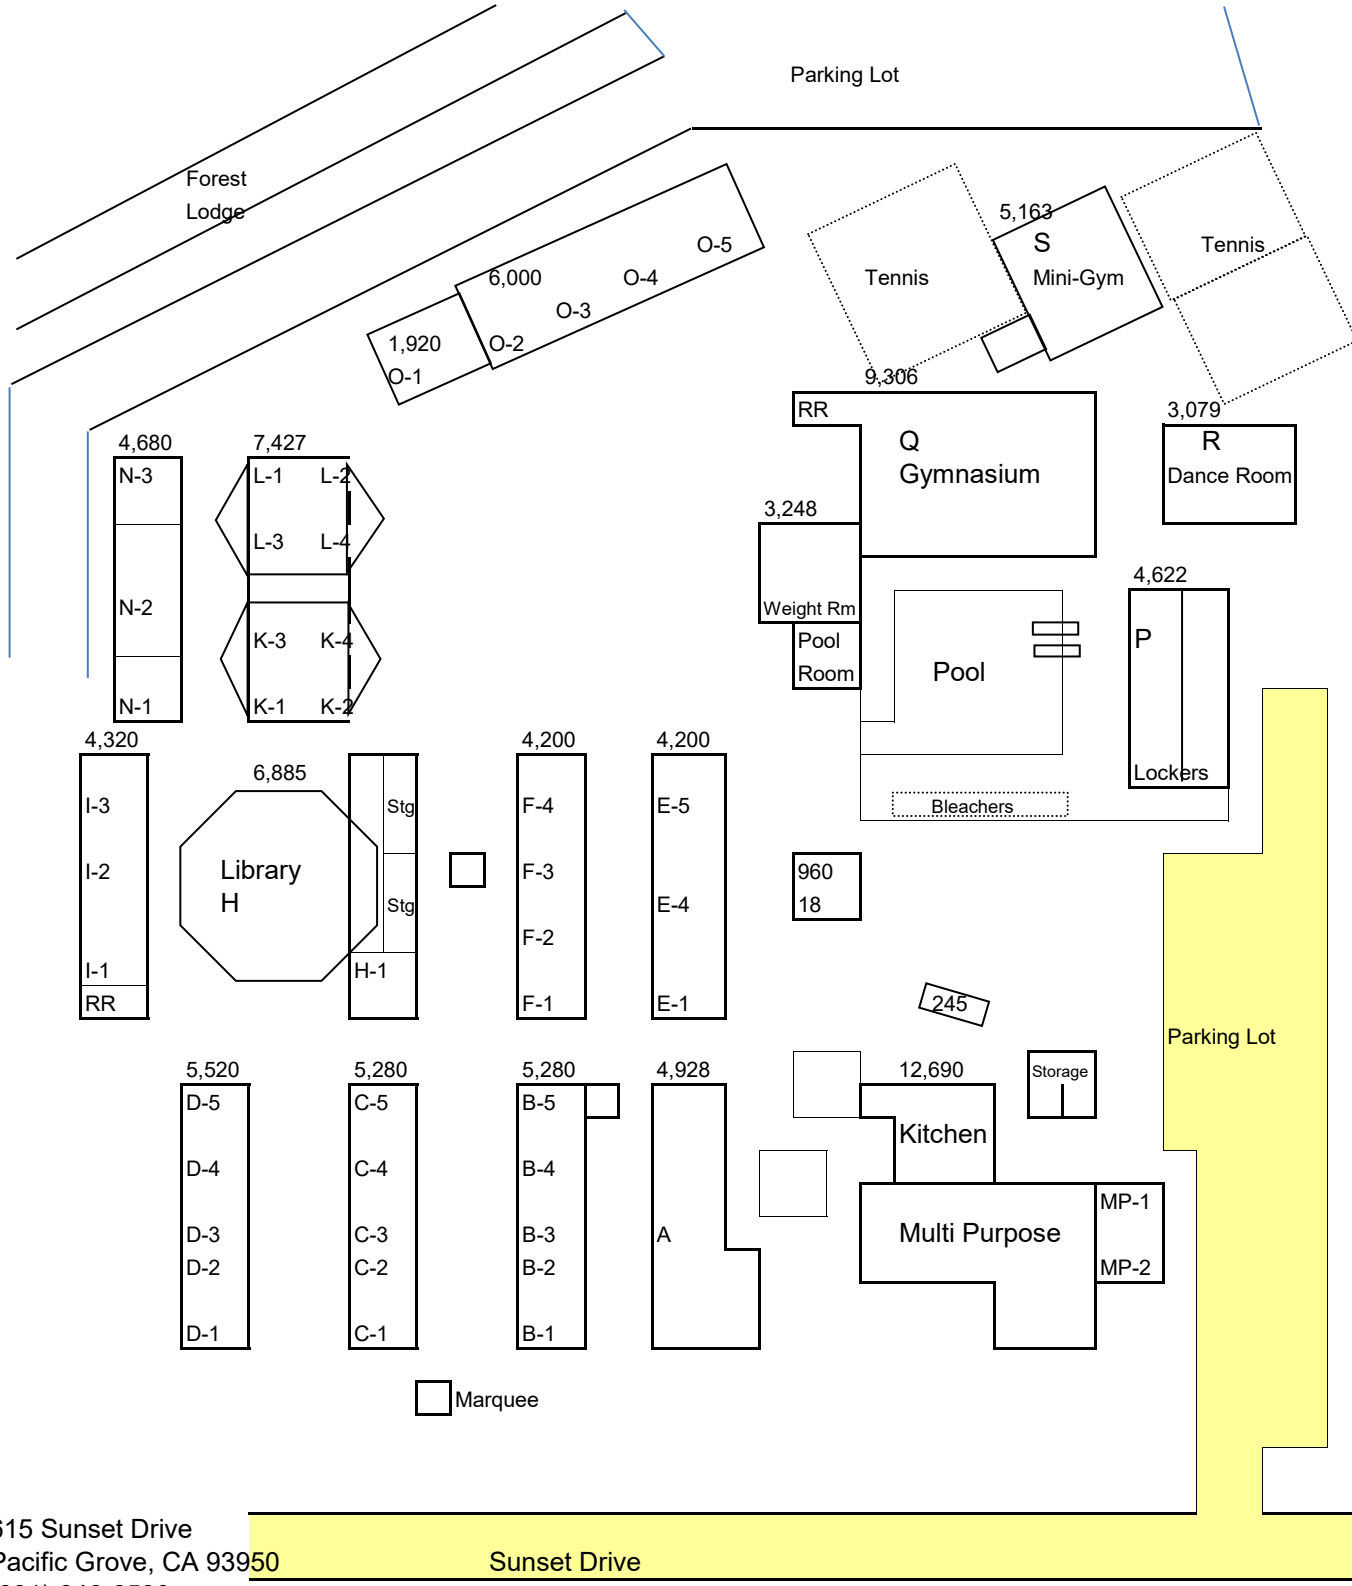 Parking Lot
Forest
Lodge
5,163
S
Mini-Gym
Tennis
Tennis
O-5
6,000
O-4
O-3
1,920
O-2
O-1
9,306
RR
Q
Gymnasium
3,079
R
Dance Room
4,680
7,427
N-3
L-1 L-2
L-3 L-4
3,248
Weight Rm
4,622
N-2
K-3 K-4
Pool
Room
Pool
P
N-1
K-1 K-2
4,320
4,200
4,200
6,885
Lockers
I-3
Stg
F-4
E-5
Bleachers
I-2
Library
H
F-3
960
18
Stg
E-4
F-2
I-1
H-1
RR
F-1
E-1
245
Parking Lot
5,520
5,280
5,280
4,928
12,690
Storage
D-5
C-5
B-5
Kitchen
D-4
C-4
B-4
MP-1
D-3
C-3
B-3
A
Multi Purpose
D-2
C-2
B-2
MP-2
D-1
C-1
B-1
Marquee
615 Sunset Drive
Pacific Grove, CA 93950
Sunset Drive